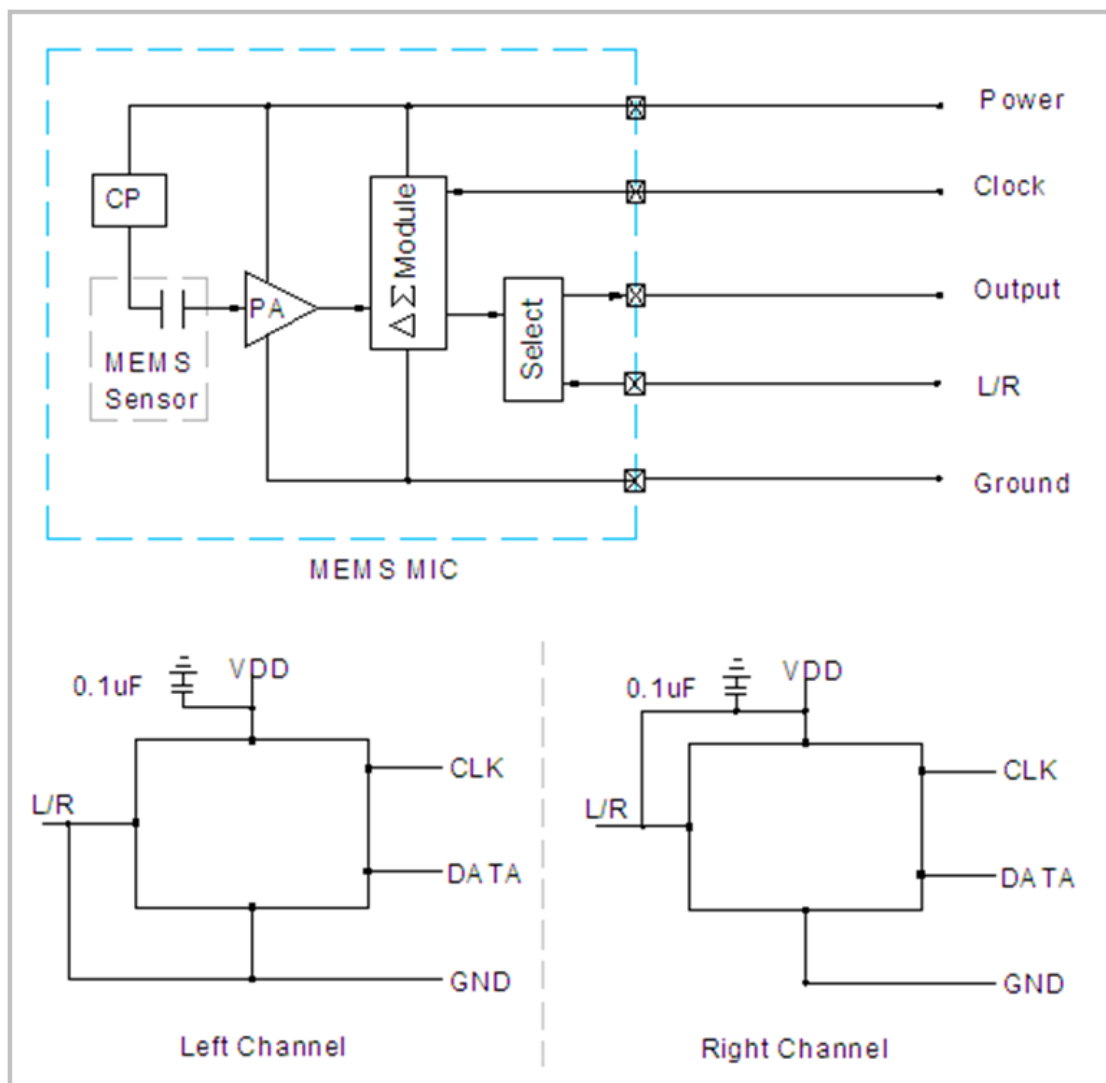 Power
CP
Clock
ΔΣ Module
PA
Output
Select
MEMS
Sensor
L/R
Ground
MEMS MIC
0.1uF
VDD
CLK
L/R
DATA
GND
Left Channel
0.1uF
VDD
CLK
L/R
DATA
GND
Right Channel